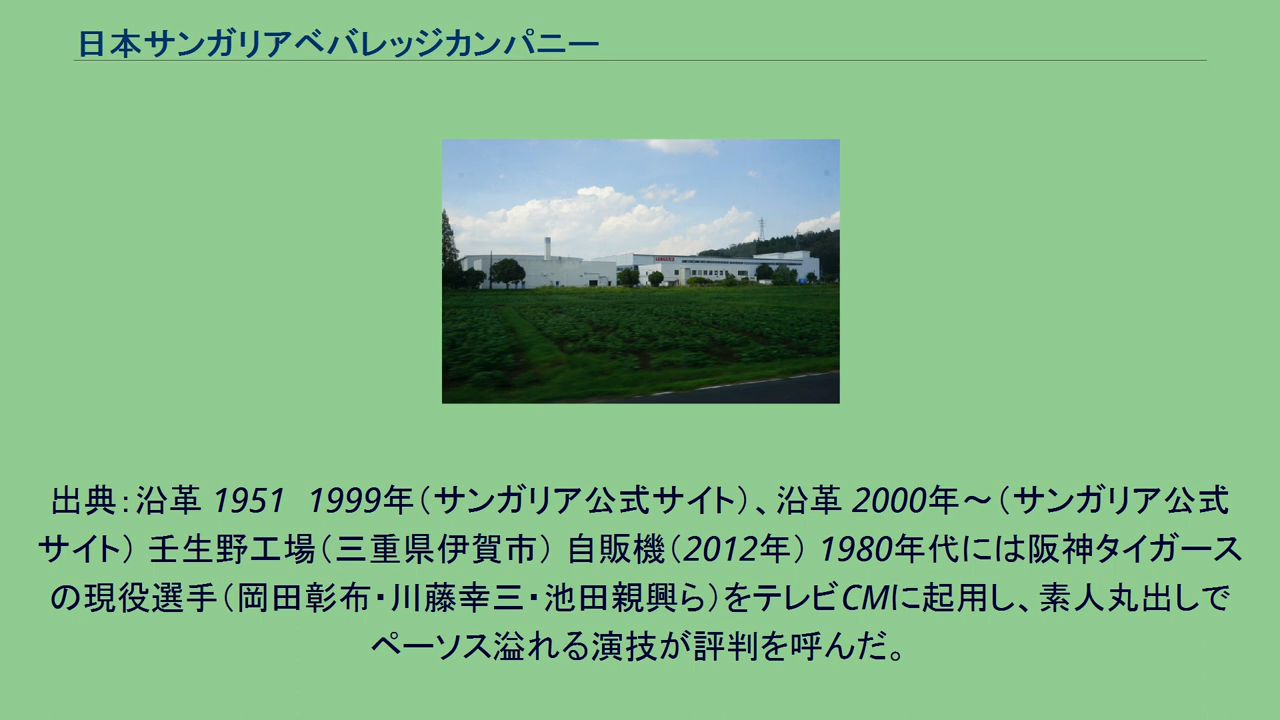 日本サンガリアベバレッジカンパニー
出典：沿革 1951　1999年（サンガリア公式サイト）、沿革 2000年〜（サンガリア公式
サイト） 壬生野工場（三重県伊賀市） 自販機（2012年） 1980年代には阪神タイガース
の現役選手（岡田彰布・川藤幸三・池田親興ら）をテレビCMに起用し、素人丸出しで
ペーソス溢れる演技が評判を呼んだ。